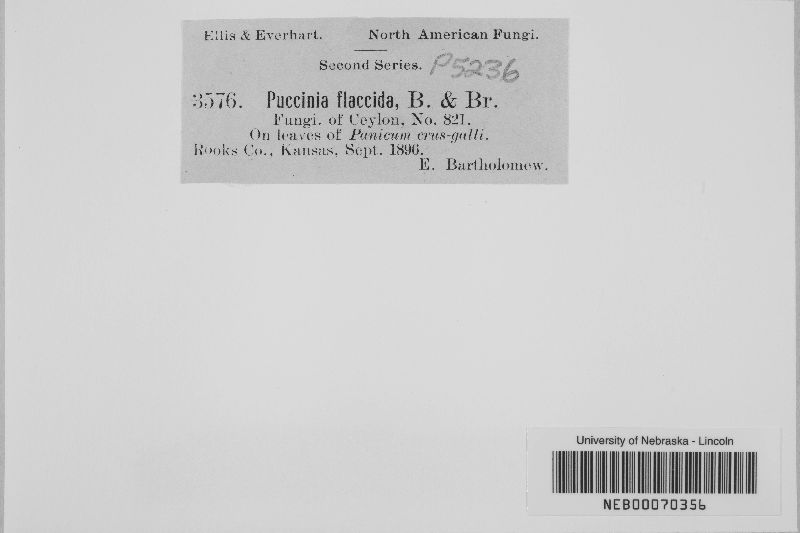 Ellis & Everhart. North American Fungi.
Second Series. P5236
3576. Puccinia flaccida, B. & Br.
Fungi. of Ceylon, No. 821.
On leaves of Panicum crus-galli.
Rooks Co., Kansas, Sept. 1896.
E. Bartholomew.
University of Nebraska - Lincoln
NEB00070356